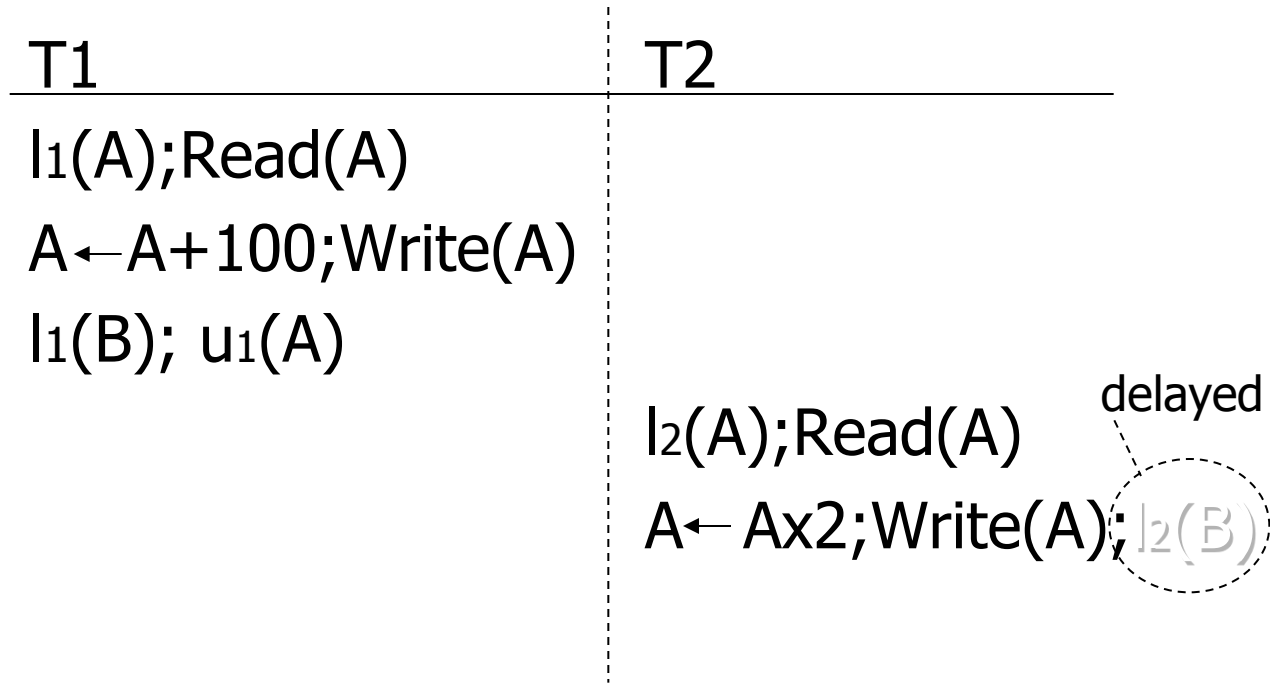 T1 T2
l1(A);Read(A)
A←A+100;Write(A)
l1(B); u1(A)
delayed
l2(A);Read(A)
A← Ax2;Write(A);l2(B)